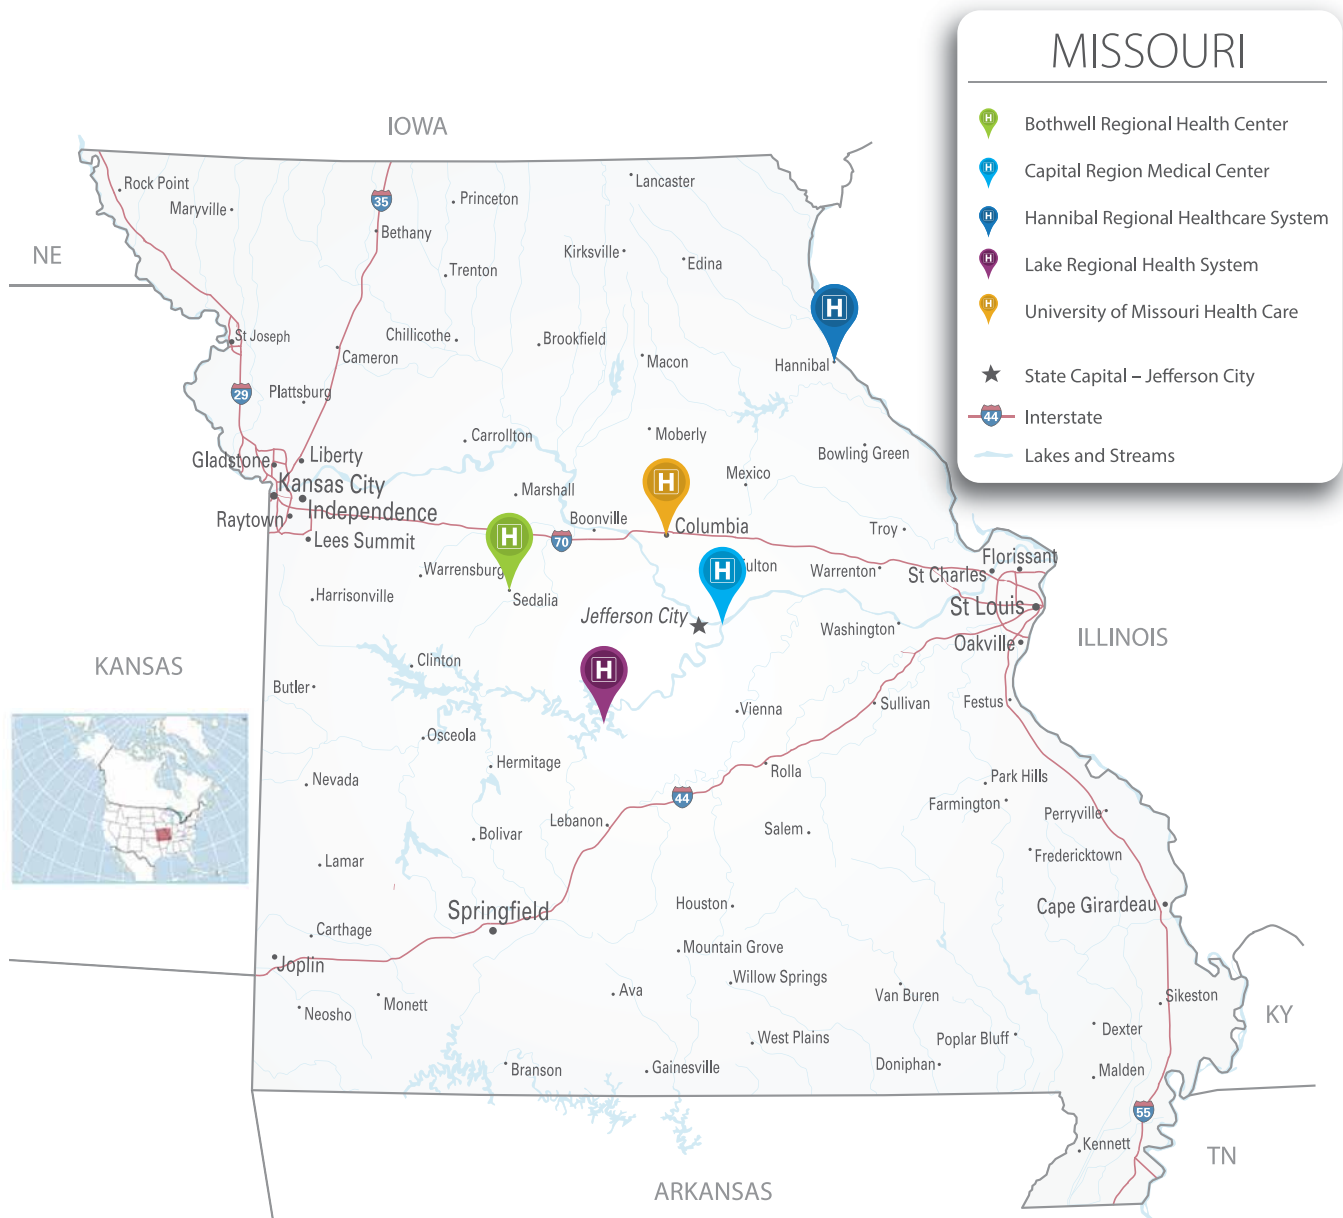 MISSOURI
H Bothwell Regional Health Center
H Capital Region Medical Center
H Hannibal Regional Healthcare System
H Lake Regional Health System
H University of Missouri Health Care
State Capital – Jefferson City
44 Interstate
Lakes and Streams
IOWA
NE
KANSAS
ILLINOIS
KY
TN
ARKANSAS
Rock Point
Maryville
35
Princeton
Lancaster
Bethany
Kirksville
Edina
Trenton
H
St Joseph
Chillicothe
Brookfield
Cameron
Macon
Hannibal
29
Plattsburg
Carrollton
Moberly
Bowling Green
Gladstone
Liberty
Kansas City
Marshall
H
Mexico
Raytown
Independence
Boonville
Columbia
Troy
Lees Summit
H
70
Florissant
Warrensburg
H
ulton
Warrenton
St Charles
Harrisonville
Sedalia
St Louis
Jefferson City
Washington
Oakville
Clinton
H
Butler
Vienna
Sullivan
Festus
Osceola
Hermitage
Rolla
Nevada
Park Hills
44
Farmington
Perryville
Lebanon
Bolivar
Salem
Lamar
Fredericktown
Springfield
Houston
Cape Girardeau
Carthage
Mountain Grove
Joplin
Willow Springs
Neosho
Monett
Ava
Van Buren
Sikeston
West Plains
Poplar Bluff
Dexter
Branson
Gainesville
Doniphan
Malden
55
Kennett